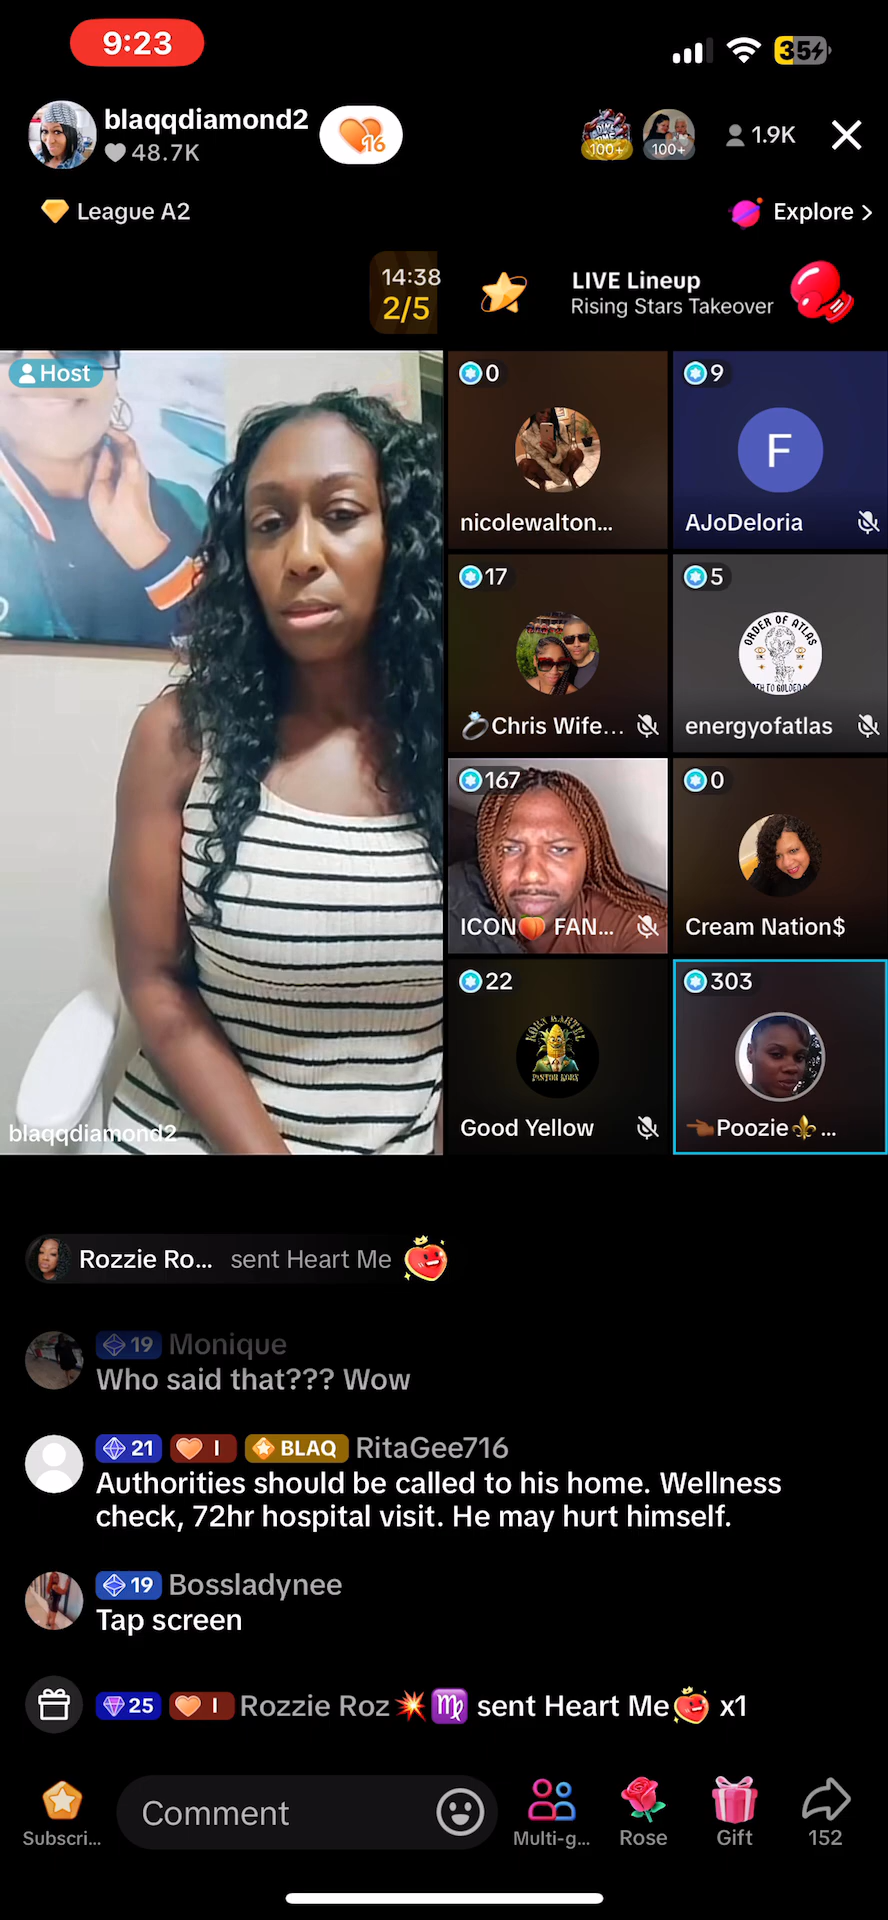 9:23
35
blaqqdiamond2
48.7K
16
100+
100+
1.9K
League A2
Explore
14:38
2/5
LIVE Lineup
Rising Stars Takeover
Host
0
9
F
nicolewalton...
AJoDeloria
17
5
ORDER OF ATLAS
Chris Wife...
energyofatlas
167
0
ICON🍑 FAN...
Cream Nation$
22
303
Good Yellow
Poozie⚜️...
blaqqdiamond2
Rozzie Ro... sent Heart Me
19 Monique
Who said that??? Wow
21 I BLAQ RitaGee716
Authorities should be called to his home. Wellness
check, 72hr hospital visit. He may hurt himself.
19 Bossladynee
Tap screen
25 I Rozzie Roz💥♍ sent Heart Me x1
Comment
Subscri...
Multi-g...
Rose
Gift
152